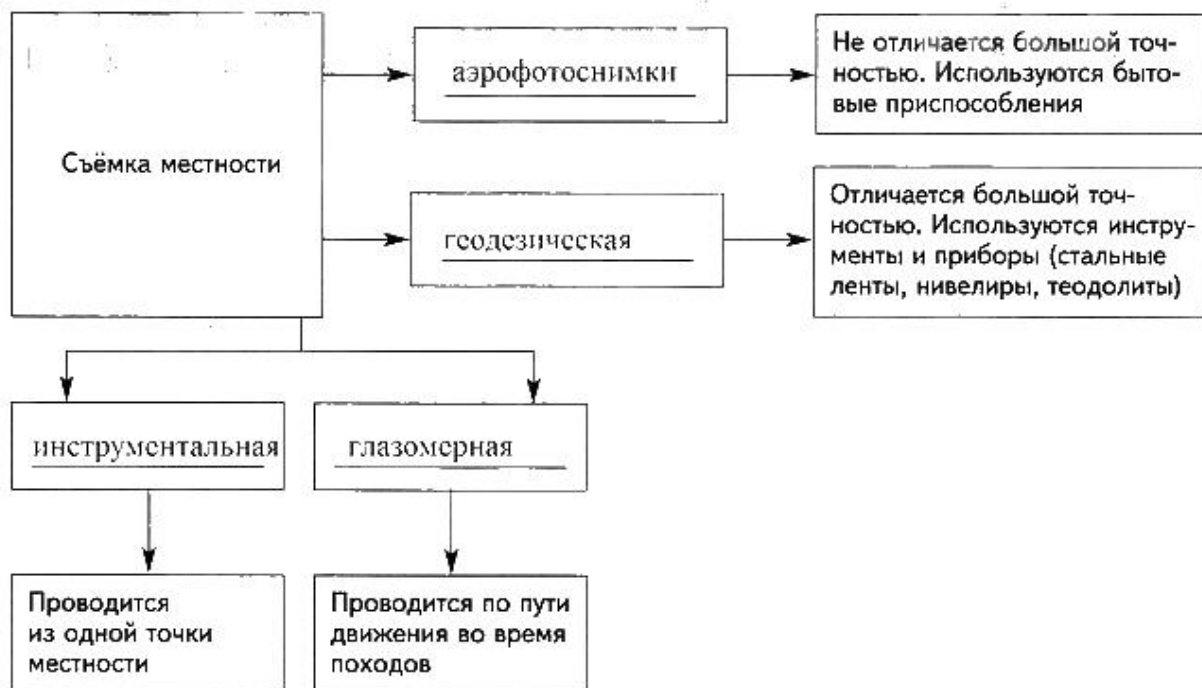 Съёмка местности
аэрофотоснимки
Не отличается большой точ-
ностью. Используются быто-
вые приспособления
геодезическая
Отличается большой точ-
ностью. Используются инстру-
менты и приборы (стальные
ленты, нивелиры, теодолиты)
инструментальная
глазомерная
Проводится
из одной точки
местности
Проводится по пути
движения во время
походов